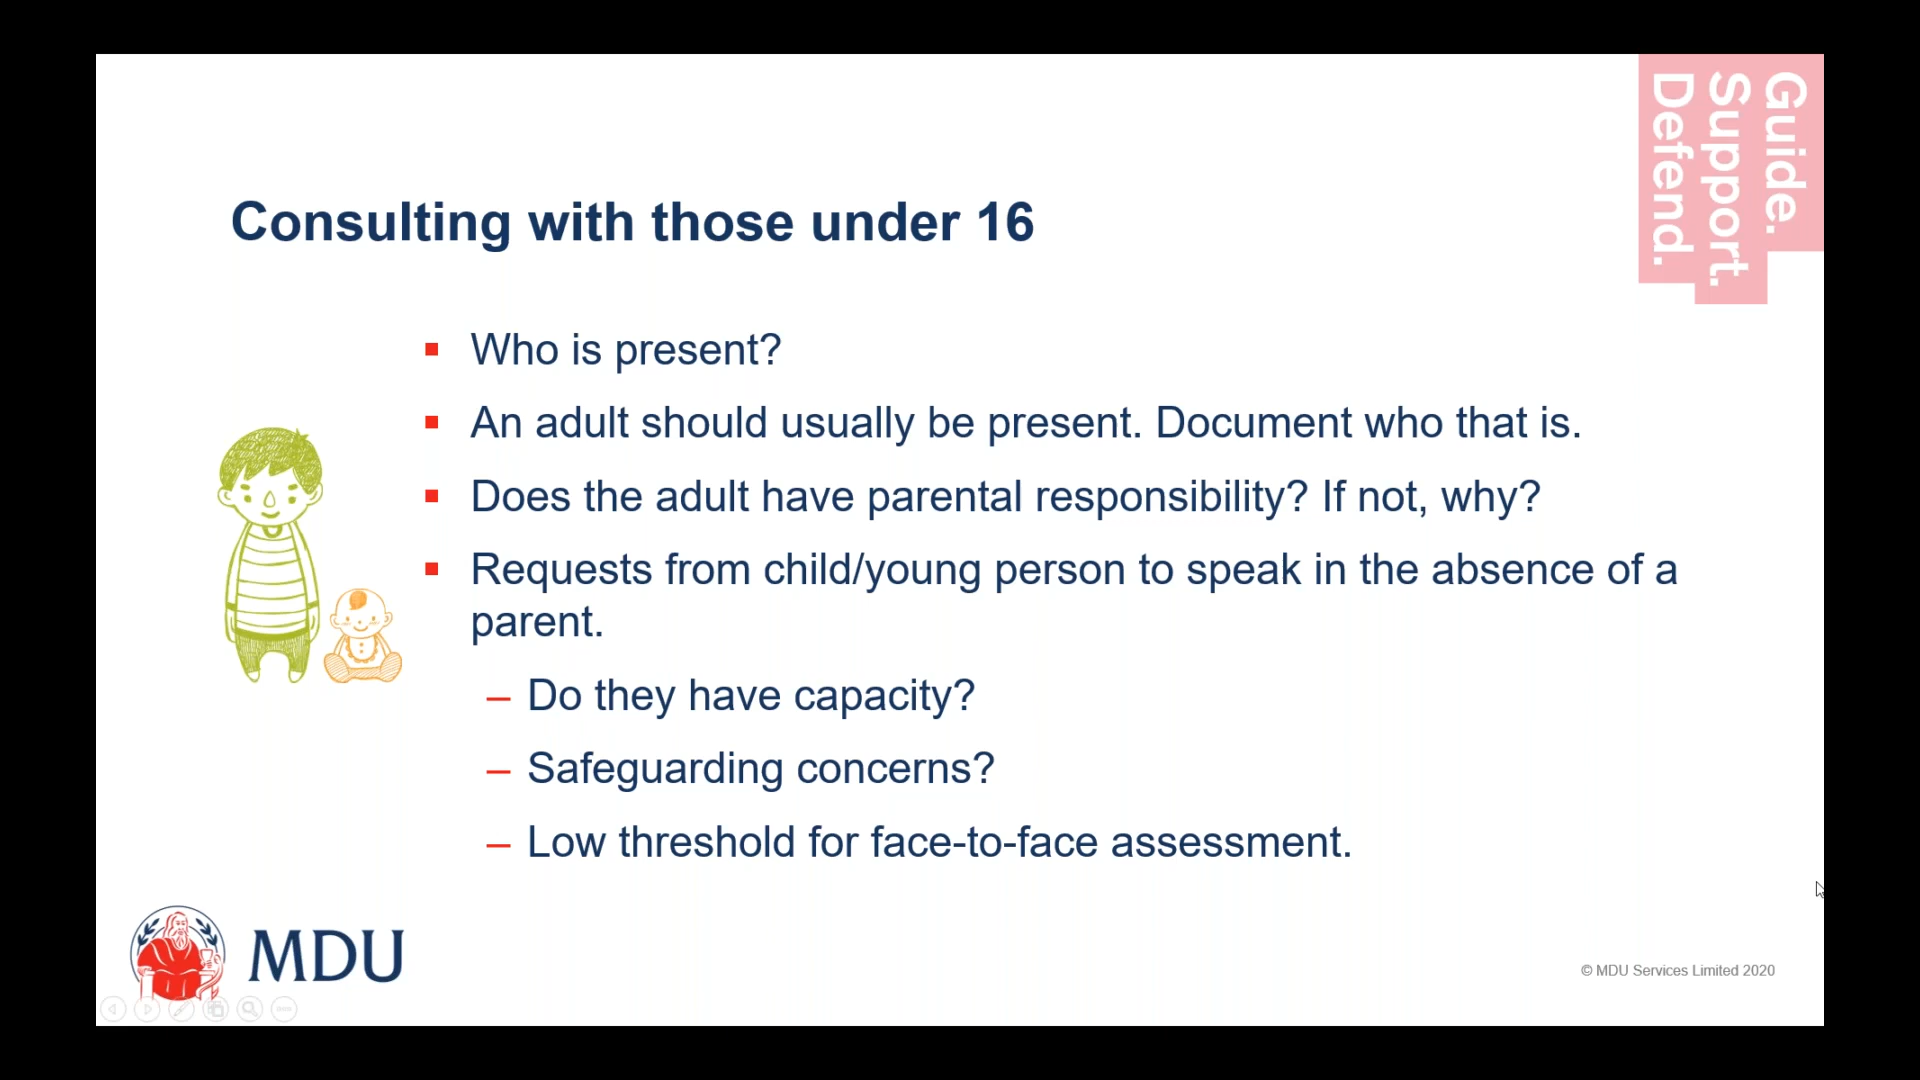 Guide.
Support.
Defend.
Consulting with those under 16
Who is present?
An adult should usually be present. Document who that is.
Does the adult have parental responsibility? If not, why?
Requests from child/young person to speak in the absence of a
parent.
– Do they have capacity?
– Safeguarding concerns?
– Low threshold for face-to-face assessment.
MDU
© MDU Services Limited 2020